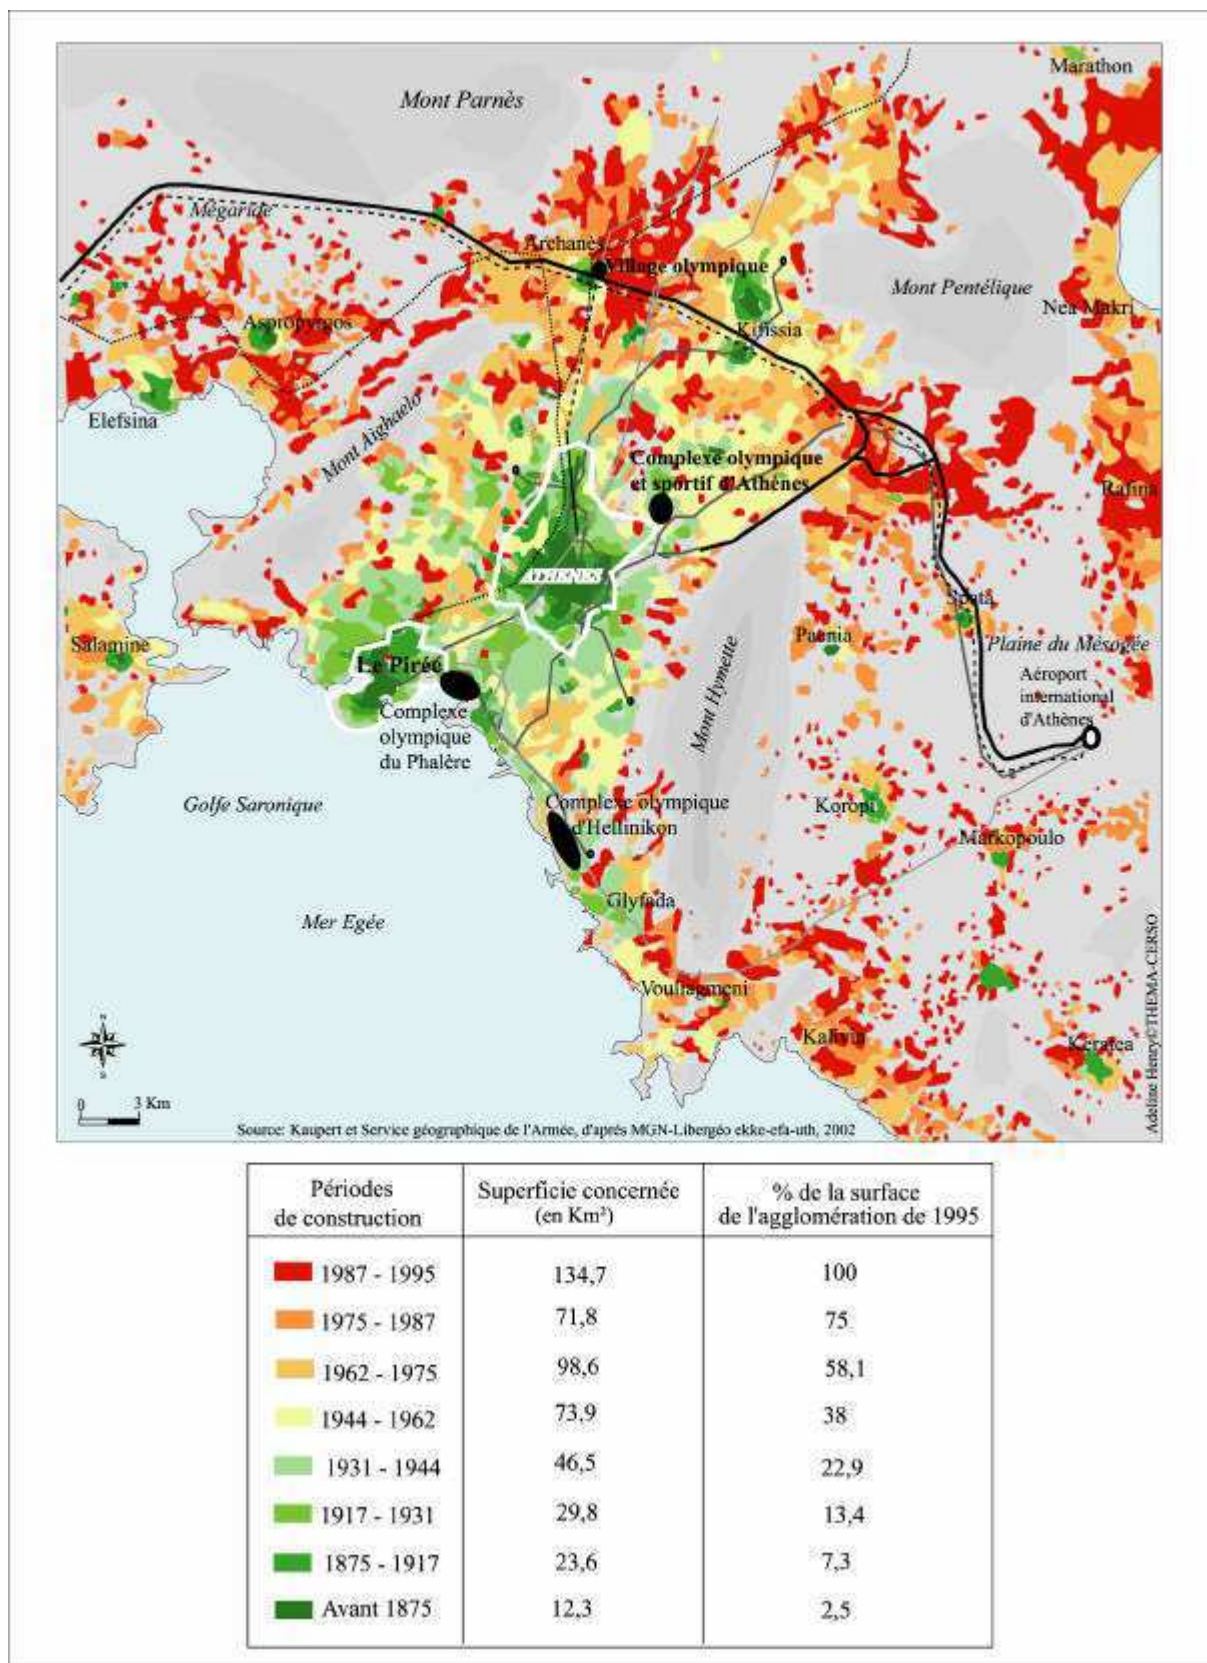 Marathon
Mont Parnès
Mégaride
Archanès
Village olympique
Mont Pentélique
Nea Makri
Aspropyrgos
Kifissia
Elefsina
Mont Aighaelo
Complexe olympique
et sportif d'Athènes
Rafina
ATHENES
Spata
Salamine
Paenia
Plaine du Mésogée
Le Pirée
Mont Hymette
Aéroport
international
d'Athènes
Complexe
olympique
du Phalère
Golfe Saronique
Complexe olympique
d'Hellinikon
Koropi
Markopoulo
Glyfada
Mer Egée
Vouliagmeni
Kalivia
Keratea
N
S
0 3 Km
Source: Kaupert et Service géographique de l'Armée, d'après MGN-Libergéo ekke-efa-uth, 2002
Adeline Henry©THEMA-CERSO
Périodes
de construction
Superficie concernée
(en Km²)
% de la surface
de l'agglomération de 1995
1987 - 1995 134,7 100
1975 - 1987 71,8 75
1962 - 1975 98,6 58,1
1944 - 1962 73,9 38
1931 - 1944 46,5 22,9
1917 - 1931 29,8 13,4
1875 - 1917 23,6 7,3
Avant 1875 12,3 2,5